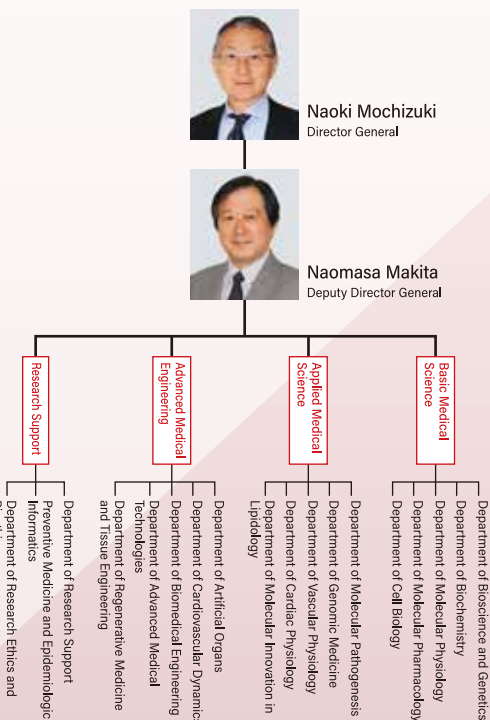 Naoki Mochizuki
Director General
Naomasa Makita
Deputy Director General
Basic Medical
Science
Department of Bioscience and Genetics
Department of Biochemistry
Department of Molecular Physiology
Department of Molecular Pharmacology
Department of Cell Biology
Applied Medical
Science
Department of Molecular Pathogenesis
Department of Genomic Medicine
Department of Vascular Physiology
Department of Cardiac Physiology
Department of Molecular Innovation in
Lipidology
Advanced Medical
Engineering
Department of Artificial Organs
Department of Cardiovascular Dynamics
Department of Biomedical Engineering
Department of Advanced Medical
Technologies
Department of Regenerative Medicine
and Tissue Engineering
Research Support
Department of Research Support
Preventive Medicine and Epidemiologic
Informatics
Department of Research Ethics and